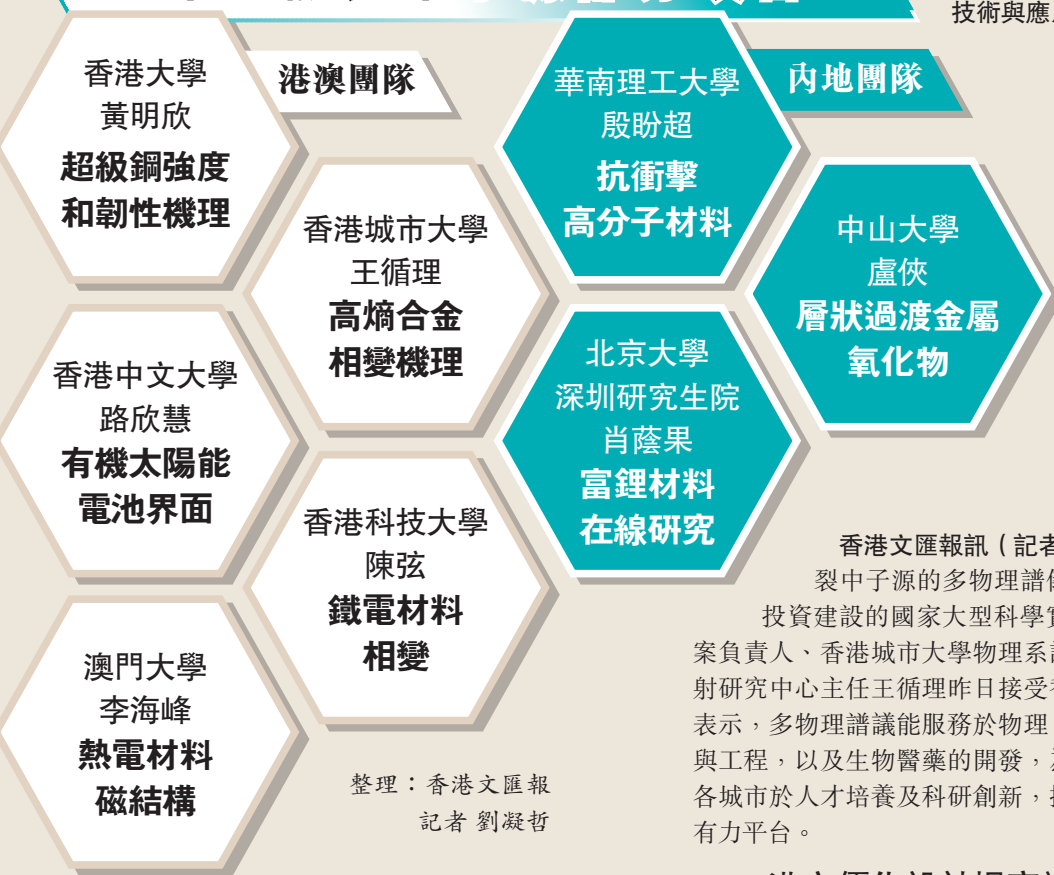 技術與應
港澳團隊
香港大學
黃明欣
超級鋼強度
和韌性機理
香港城市大學
王循理
高熵合金
相變機理
香港中文大學
路欣慧
有機太陽能
電池界面
香港科技大學
陳弦
鐵電材料
相變
澳門大學
李海峰
熱電材料
磁結構
內地團隊
華南理工大學
殷盼超
抗衝擊
高分子材料
中山大學
盧俠
層狀過渡金屬
氧化物
北京大學
深圳研究生院
肖蔭果
富鋰材料
在線研究
整理：香港文匯報
記者 劉凝哲
香港文匯報訊（記者
裂中子源的多物理譜
投資建設的國家大型科學
案負責人、香港城市大學物理系
射研究中心主任王循理昨日接受
表示，多物理譜議能服務於物理
與工程，以及生物醫藥的開發，
各城市於人才培養及科研創新，
有力平台。